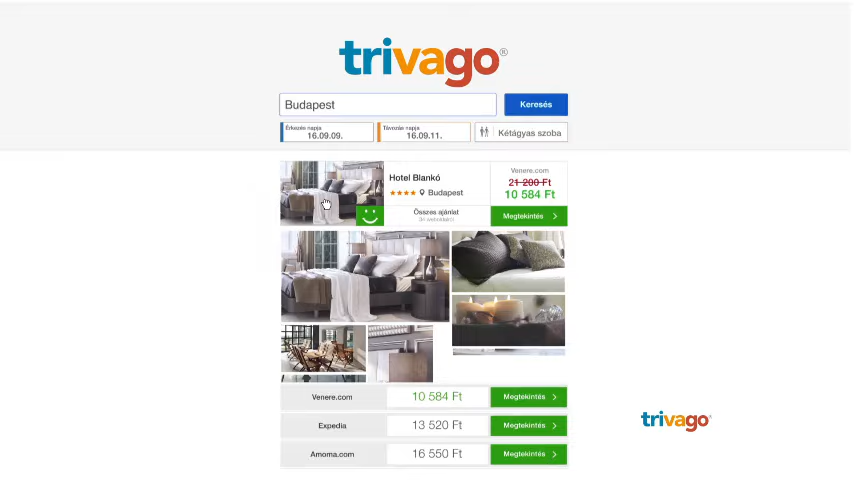 trivago®
Budapest
Keresés
Érkezés napja
16.09.09.
Távozás napja
16.09.11.
Kétágyas szoba
Hotel Blankó
Budapest
Venere.com
21 200 Ft
10 584 Ft
Összes ajánlat
Megtekintés
Venere.com
10 584 Ft
Megtekintés
Expedia
13 520 Ft
Megtekintés
Amoma.com
16 550 Ft
Megtekintés
trivago®